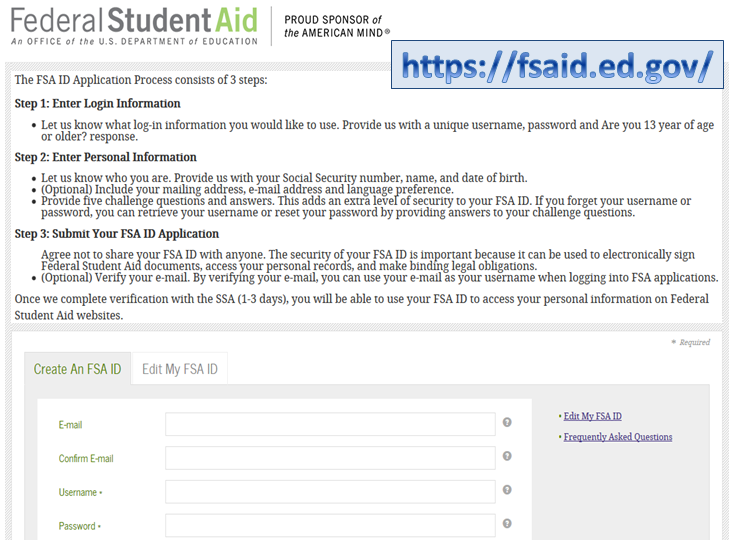 Federal Student Aid
An OFFICE of the U.S. DEPARTMENT of EDUCATION
PROUD SPONSOR of
the AMERICAN MIND®
https://fsaid.ed.gov/
The FSA ID Application Process consists of 3 steps:
Step 1: Enter Login Information
• Let us know what log-in information you would like to use. Provide us with a unique username, password and Are you 13 year of age
or older? response.
Step 2: Enter Personal Information
• Let us know who you are. Provide us with your Social Security number, name, and date of birth.
• (Optional) Include your mailing address, e-mail address and language preference.
• Provide five challenge questions and answers. This adds an extra level of security to your FSA ID. If you forget your username or
password, you can retrieve your username or reset your password by providing answers to your challenge questions.
Step 3: Submit Your FSA ID Application
Agree not to share your FSA ID with anyone. The security of your FSA ID is important because it can be used to electronically sign
Federal Student Aid documents, access your personal records, and make binding legal obligations.
• (Optional) Verify your e-mail. By verifying your e-mail, you can use your e-mail as your username when logging into FSA applications.
Once we complete verification with the SSA (1-3 days), you will be able to use your FSA ID to access your personal information on Federal
Student Aid websites.
* Required
Create An FSA ID
Edit My FSA ID
E-mail
?
Confirm E-mail
?
Username *
?
Password *
?
• Edit My FSA ID
• Frequently Asked Questions